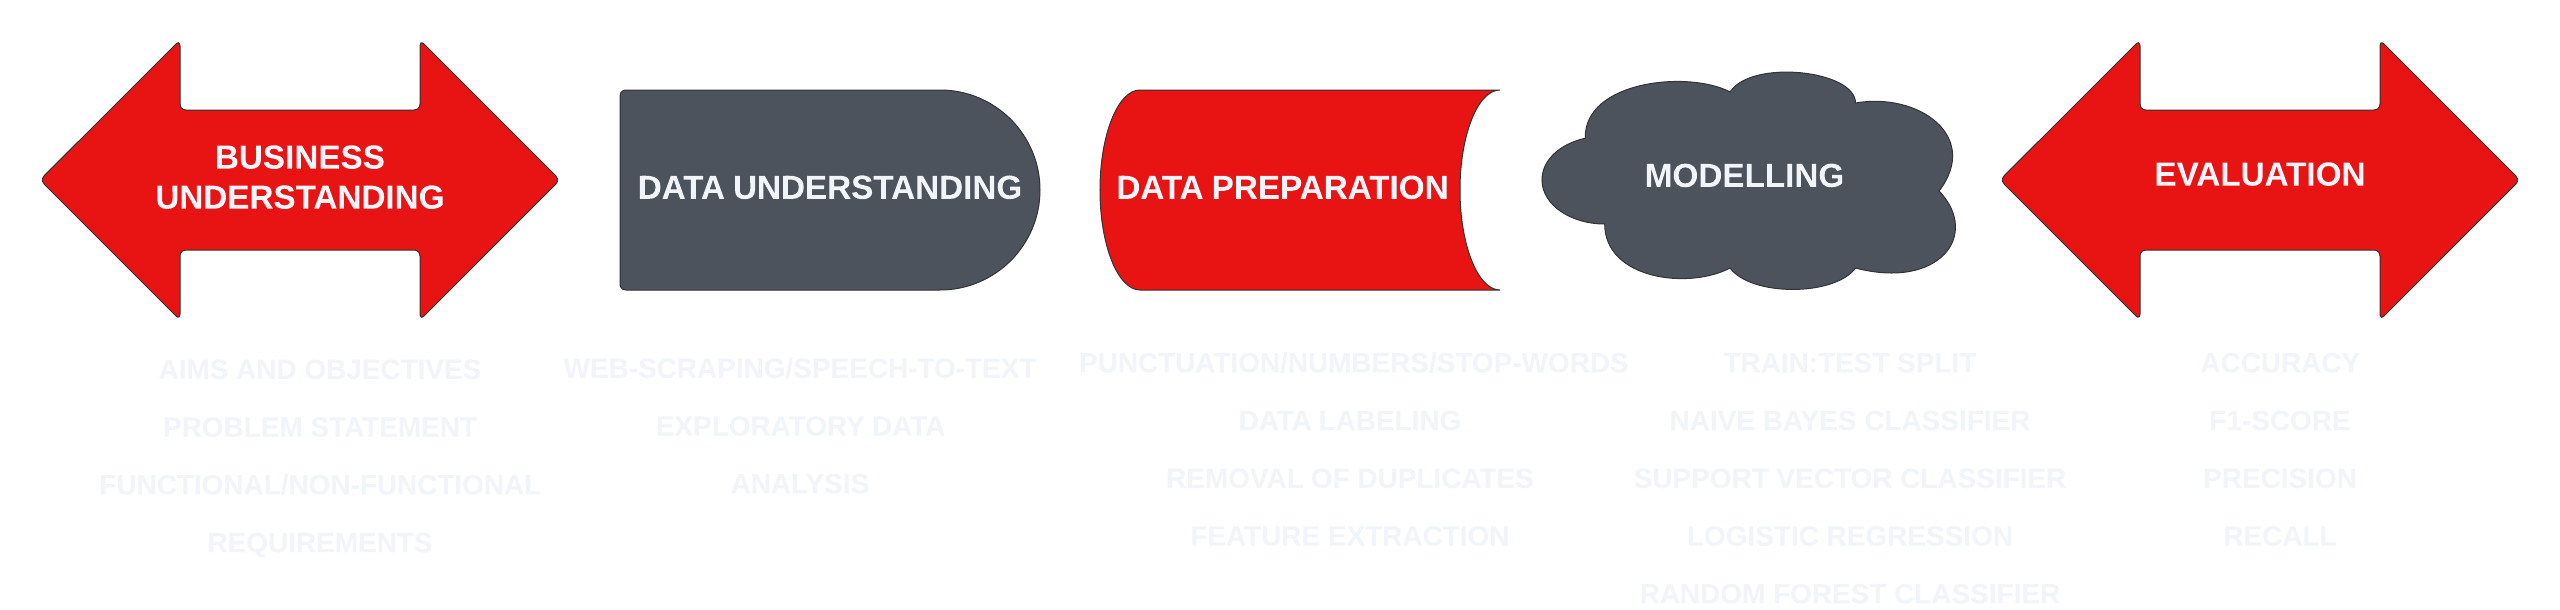 BUSINESS
UNDERSTANDING
DATA UNDERSTANDING
DATA PREPARATION
MODELLING
EVALUATION
AIMS AND OBJECTIVES
PROBLEM STATEMENT
FUNCTIONAL/NON-FUNCTIONAL
REQUIREMENTS
WEB-SCRAPING/SPEECH-TO-TEXT
EXPLORATORY DATA
ANALYSIS
PUNCTUATION/NUMBERS/STOP-WORDS
DATA LABELING
REMOVAL OF DUPLICATES
FEATURE EXTRACTION
TRAIN:TEST SPLIT
NAIVE BAYES CLASSIFIER
SUPPORT VECTOR CLASSIFIER
LOGISTIC REGRESSION
RANDOM FOREST CLASSIFIER
ACCURACY
F1-SCORE
PRECISION
RECALL